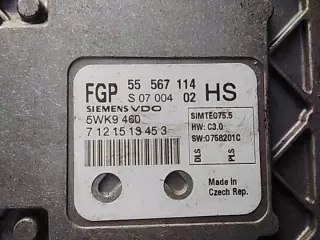 FGP 55 567 114 HS
S 07 004 02
SIEMENS VDO
5WK9 460
7 12 15 13 45 3
SIMTEC75.5
HW: C3.0
SW:0758201C
DLS PLS
Made in
Czech Rep.